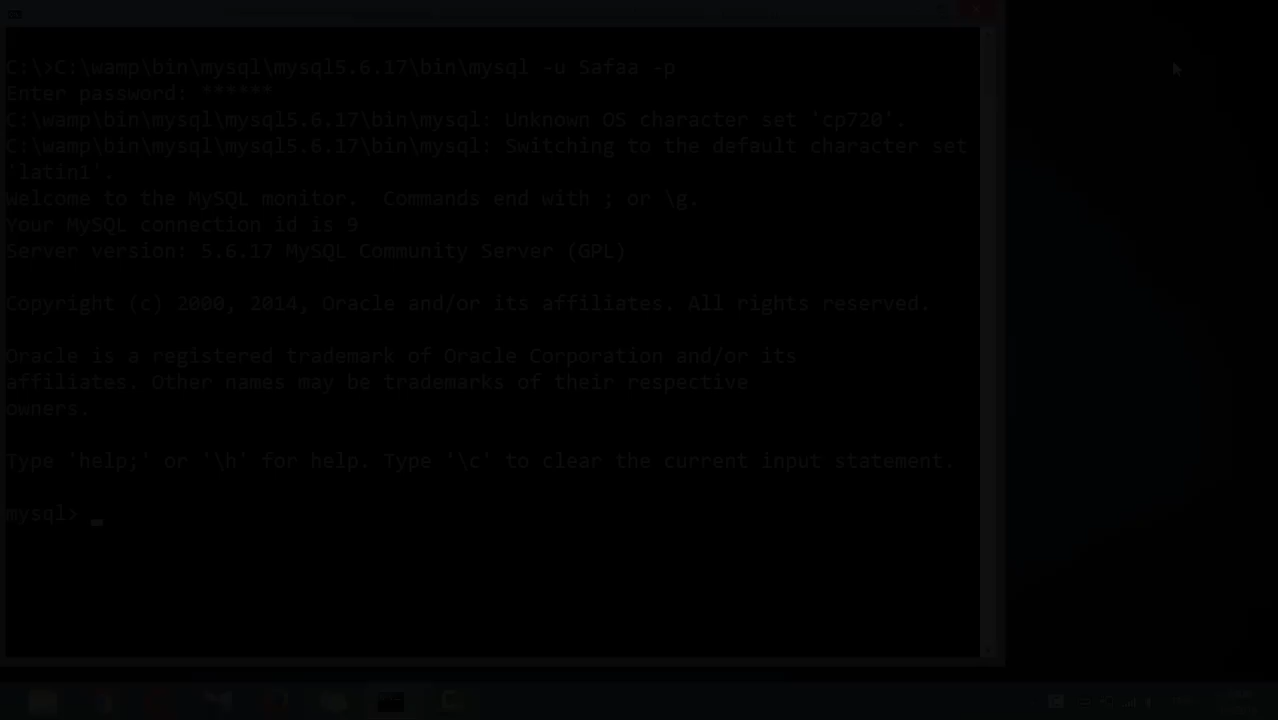 C:\>C:\wamp\bin\mysql\mysql5.6.17\bin\mysql -u Safaa -p
Enter password: ******
C:\wamp\bin\mysql\mysql5.6.17\bin\mysql: Unknown OS character set 'cp720'.
C:\wamp\bin\mysql\mysql5.6.17\bin\mysql: Switching to the default character set
'latin1'.
Welcome to the MySQL monitor.  Commands end with ; or \g.
Your MySQL connection id is 9
Server version: 5.6.17 MySQL Community Server (GPL)
Copyright (c) 2000, 2014, Oracle and/or its affiliates. All rights reserved.
Oracle is a registered trademark of Oracle Corporation and/or its
affiliates. Other names may be trademarks of their respective
owners.
Type 'help;' or '\h' for help. Type '\c' to clear the current input statement.
mysql> _